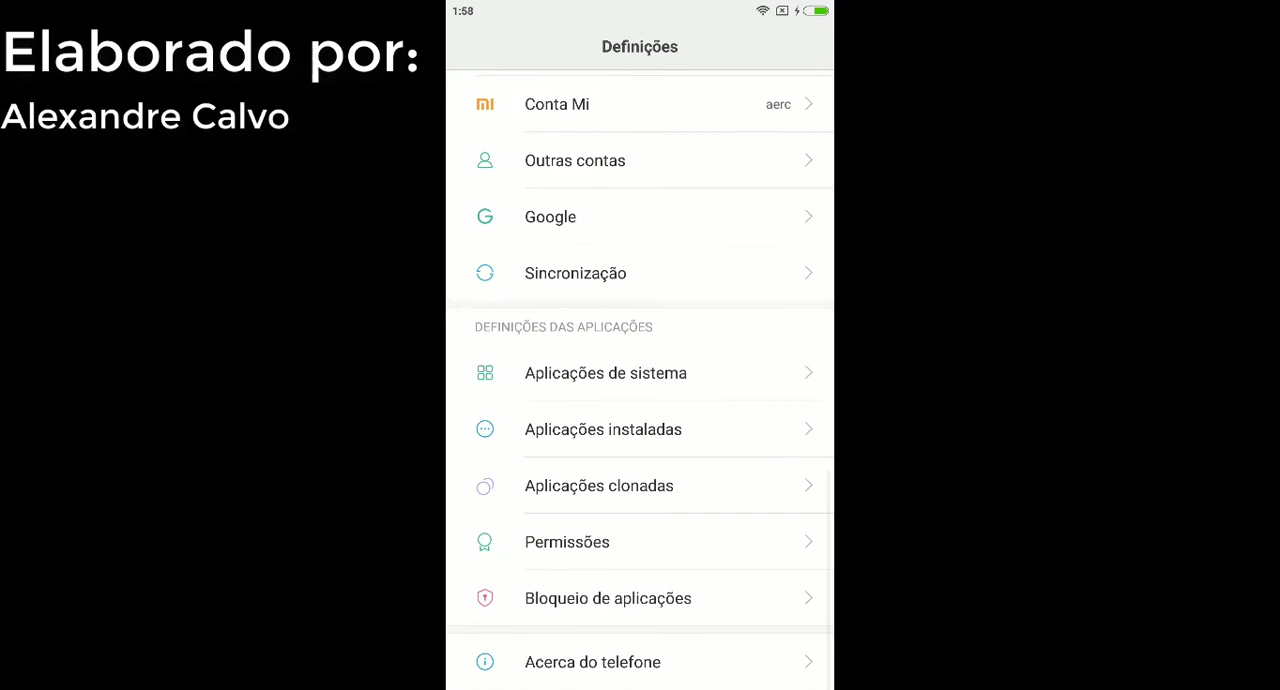 Elaborado por:
Alexandre Calvo
1:58
Definições
Conta Mi aerc
Outras contas
Google
Sincronização
DEFINIÇÕES DAS APLICAÇÕES
Aplicações de sistema
Aplicações instaladas
Aplicações clonadas
Permissões
Bloqueio de aplicações
Acerca do telefone